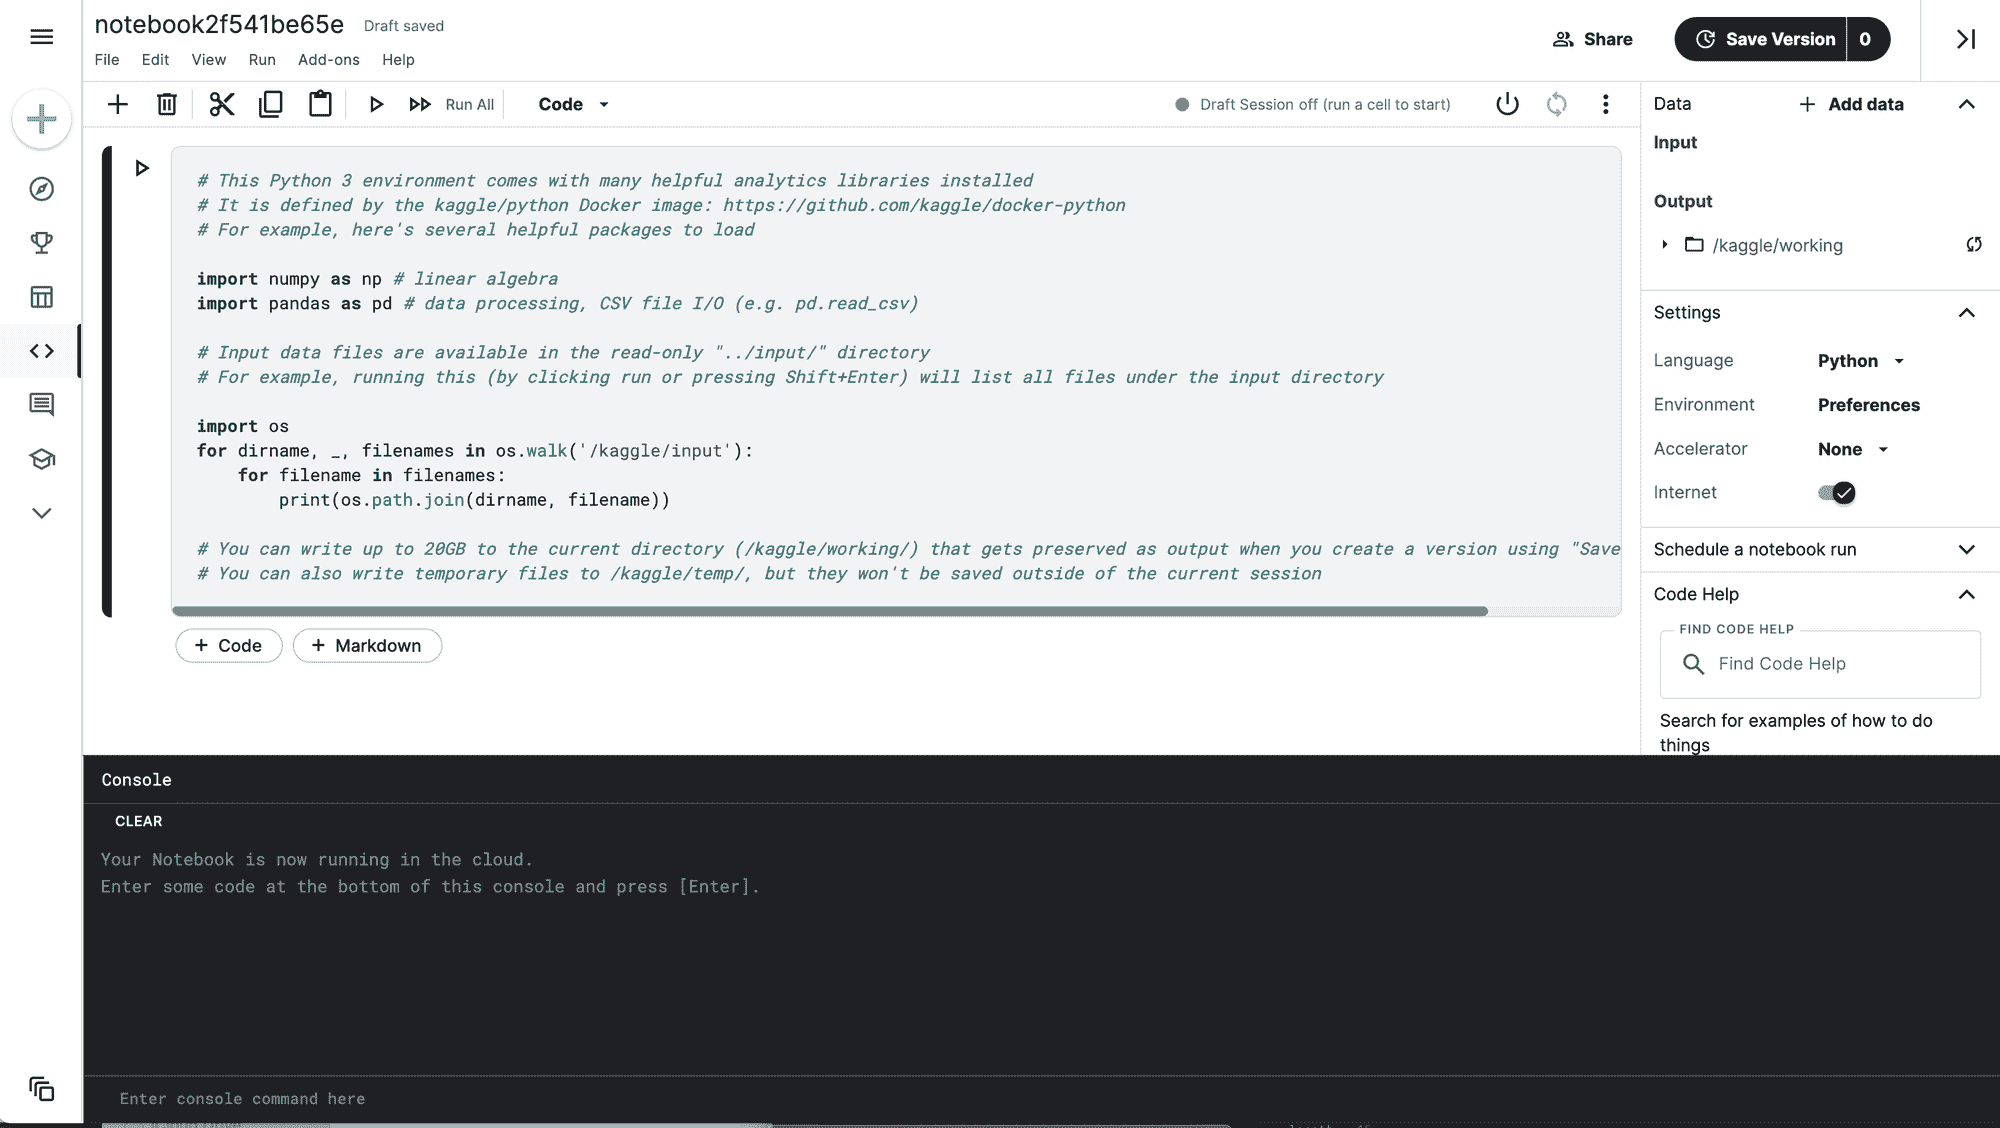 notebook2f541be65e Draft saved
File Edit View Run Add-ons Help
Share
Save Version 0
Run All Code Draft Session off (run a cell to start)
# This Python 3 environment comes with many helpful analytics libraries installed
# It is defined by the kaggle/python Docker image: https://github.com/kaggle/docker-python
# For example, here's several helpful packages to load
import numpy as np # linear algebra
import pandas as pd # data processing, CSV file I/O (e.g. pd.read_csv)
# Input data files are available in the read-only "../input/" directory
# For example, running this (by clicking run or pressing Shift+Enter) will list all files under the input directory
import os
for dirname, _, filenames in os.walk('/kaggle/input'):
    for filename in filenames:
        print(os.path.join(dirname, filename))
# You can write up to 20GB to the current directory (/kaggle/working/) that gets preserved as output when you create a version using "Save
# You can also write temporary files to /kaggle/temp/, but they won't be saved outside of the current session
+ Code + Markdown
Data + Add data
Input
Output
/kaggle/working
Settings
Language Python
Environment Preferences
Accelerator None
Internet
Schedule a notebook run
Code Help
FIND CODE HELP
Find Code Help
Search for examples of how to do
things
Console
CLEAR
Your Notebook is now running in the cloud.
Enter some code at the bottom of this console and press [Enter].
Enter console command here